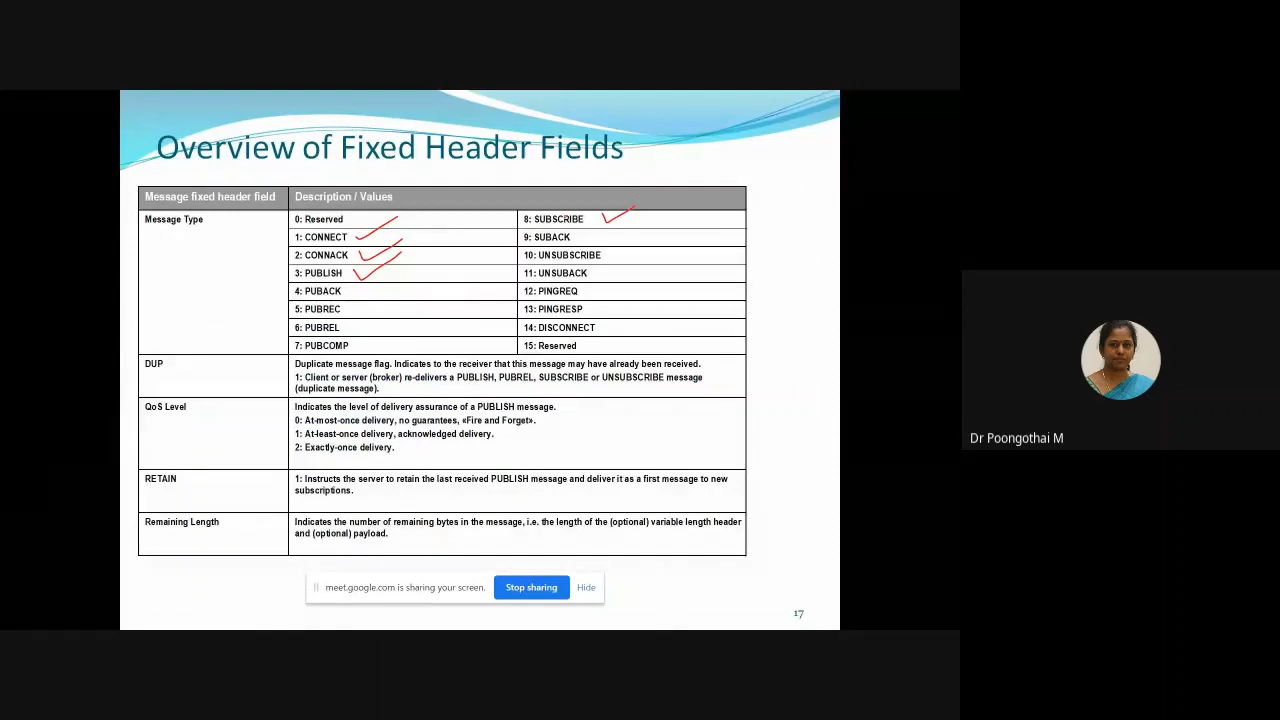 Overview of Fixed Header Fields
Message fixed header field
Description / Values
Message Type
0: Reserved
8: SUBSCRIBE
1: CONNECT
9: SUBACK
2: CONNACK
10: UNSUBSCRIBE
3: PUBLISH
11: UNSUBACK
4: PUBACK
12: PINGREQ
5: PUBREC
13: PINGRESP
6: PUBREL
14: DISCONNECT
7: PUBCOMP
15: Reserved
DUP
Duplicate message flag. Indicates to the receiver that this message may have already been received.
1: Client or server (broker) re-delivers a PUBLISH, PUBREL, SUBSCRIBE or UNSUBSCRIBE message
(duplicate message).
QoS Level
Indicates the level of delivery assurance of a PUBLISH message.
0: At-most-once delivery, no guarantees, «Fire and Forget».
1: At-least-once delivery, acknowledged delivery.
2: Exactly-once delivery.
RETAIN
1: Instructs the server to retain the last received PUBLISH message and deliver it as a first message to new
subscriptions.
Remaining Length
Indicates the number of remaining bytes in the message, i.e. the length of the (optional) variable length header
and (optional) payload.
meet.google.com is sharing your screen.
Stop sharing
Hide
17
Dr Poongothai M